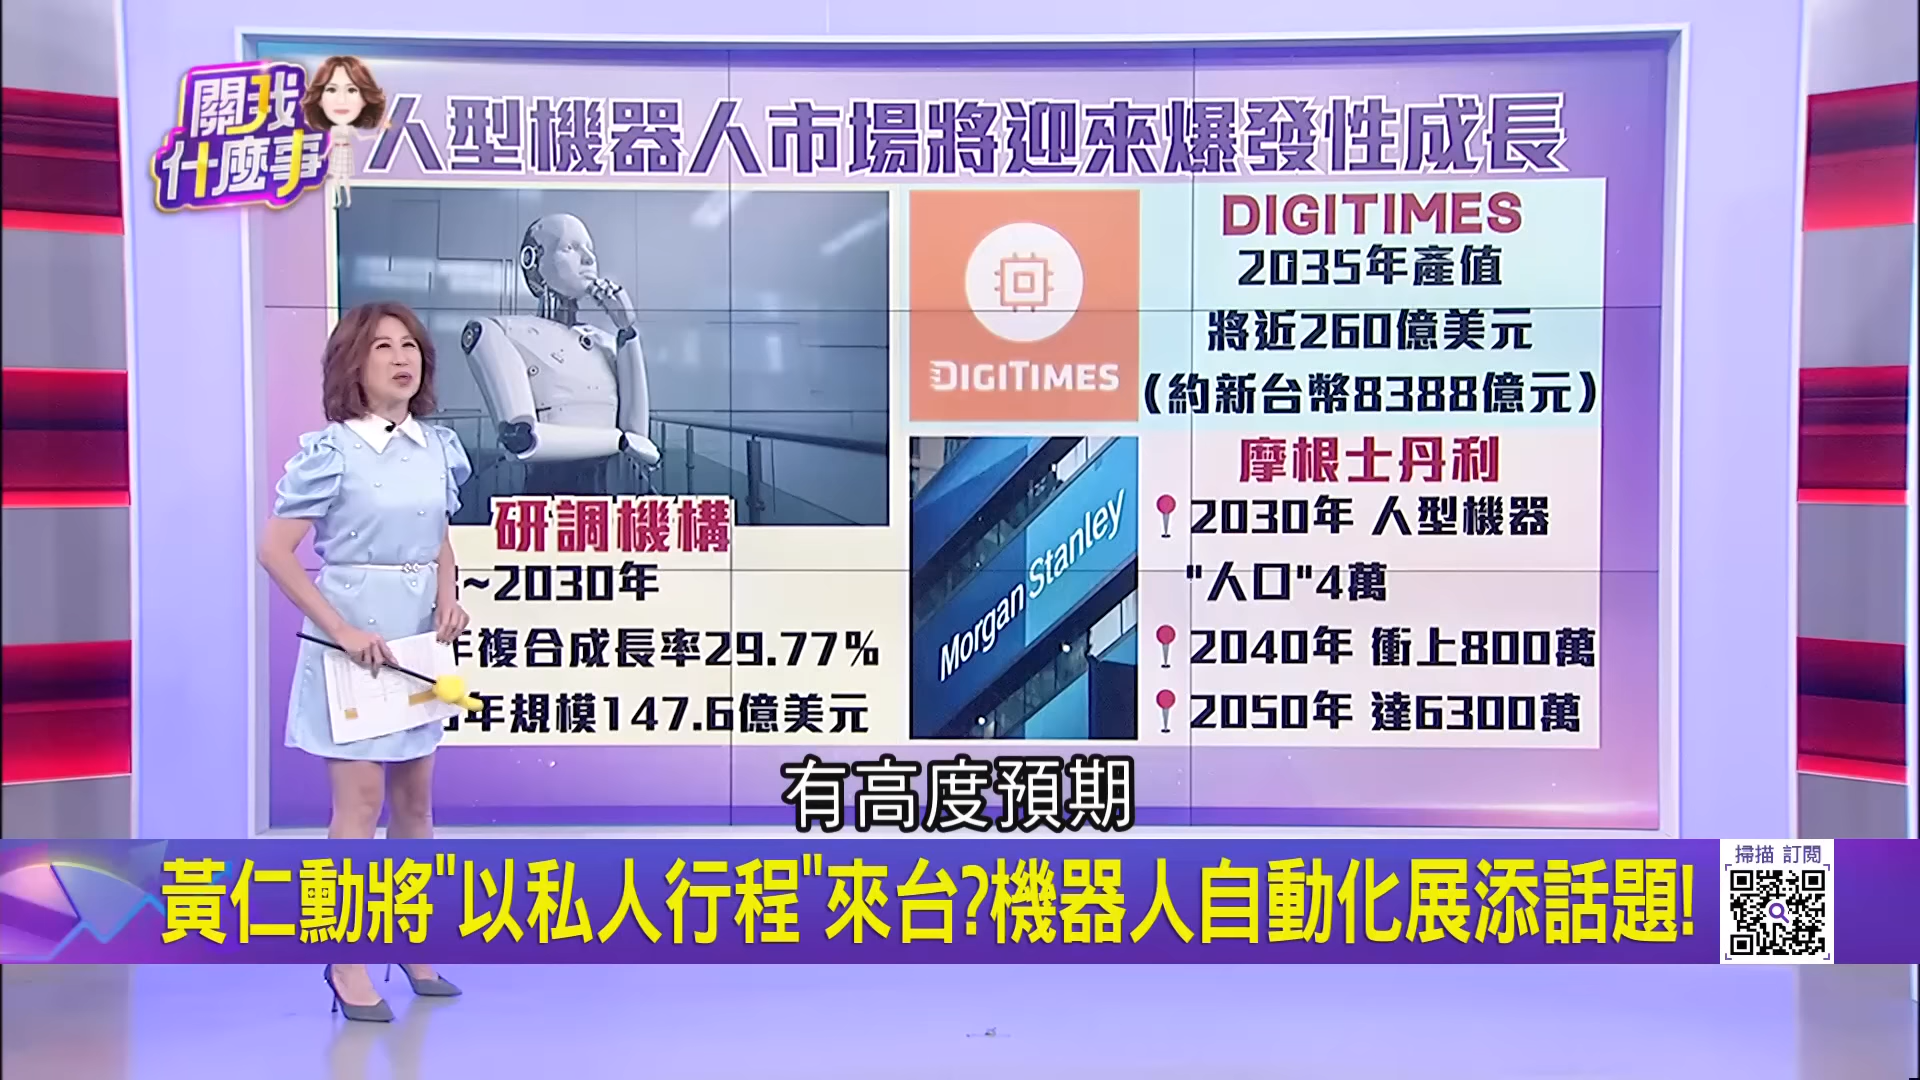 關我
什麼事
人型機器人市場將迎來爆發性成長
研調機構
~2030年
年複合成長率29.77%
年規模147.6億美元
DIGITIMES
DIGITIMES
2035年產值
將近260億美元
(約新台幣8388億元)
Morgan Stanley
摩根士丹利
2030年 人型機器
"人口"4萬
2040年 衝上800萬
2050年 達6300萬
有高度預期
黃仁勳將"以私人行程"來台?機器人自動化展添話題!
掃描 訂閱